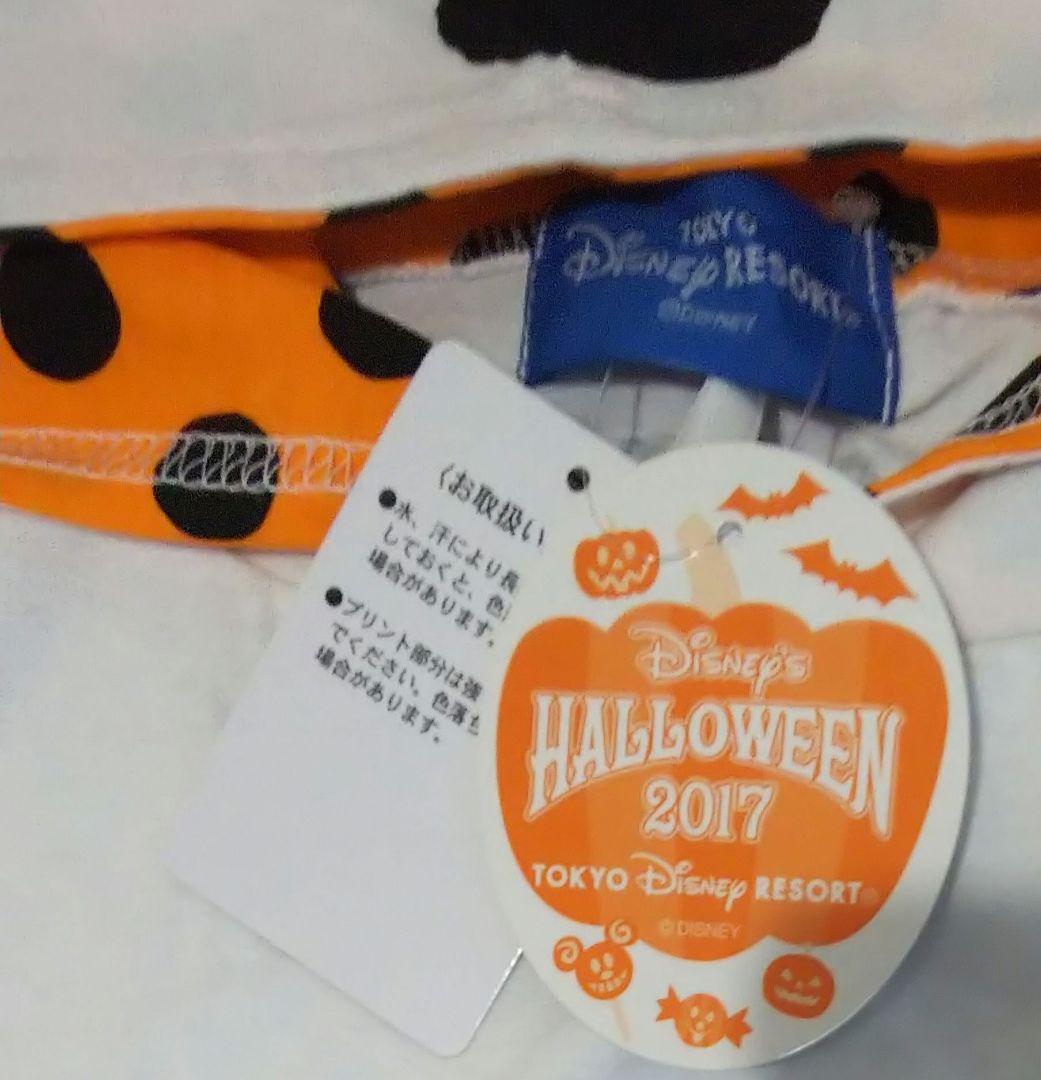 TOKYO
DISNEY RESORT®
©DISNEY
〈お取扱い
●水、汗により長
しておくと、色
場合があります。
●プリント部分は強
でください。色落ち
場合があります。
DISNEY'S
HALLOWEEN
2017
TOKYO DISNEY RESORT®
©DISNEY